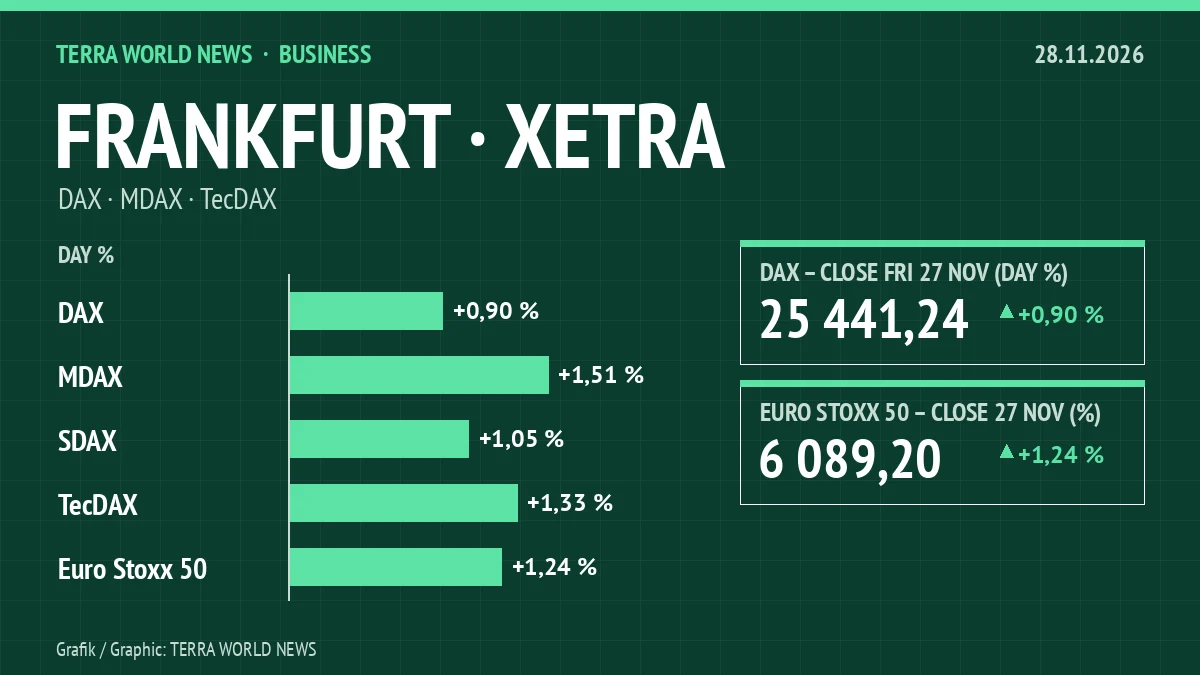 TERRA WORLD NEWS · BUSINESS
28.11.2026
FRANKFURT · XETRA
DAX · MDAX · TecDAX
DAY %
DAX +0,90 %
MDAX +1,51 %
SDAX +1,05 %
TecDAX +1,33 %
Euro Stoxx 50 +1,24 %
DAX – CLOSE FRI 27 NOV (DAY %)
25 441,24 ▲+0,90 %
EURO STOXX 50 – CLOSE 27 NOV (%)
6 089,20 ▲+1,24 %
Grafik / Graphic: TERRA WORLD NEWS